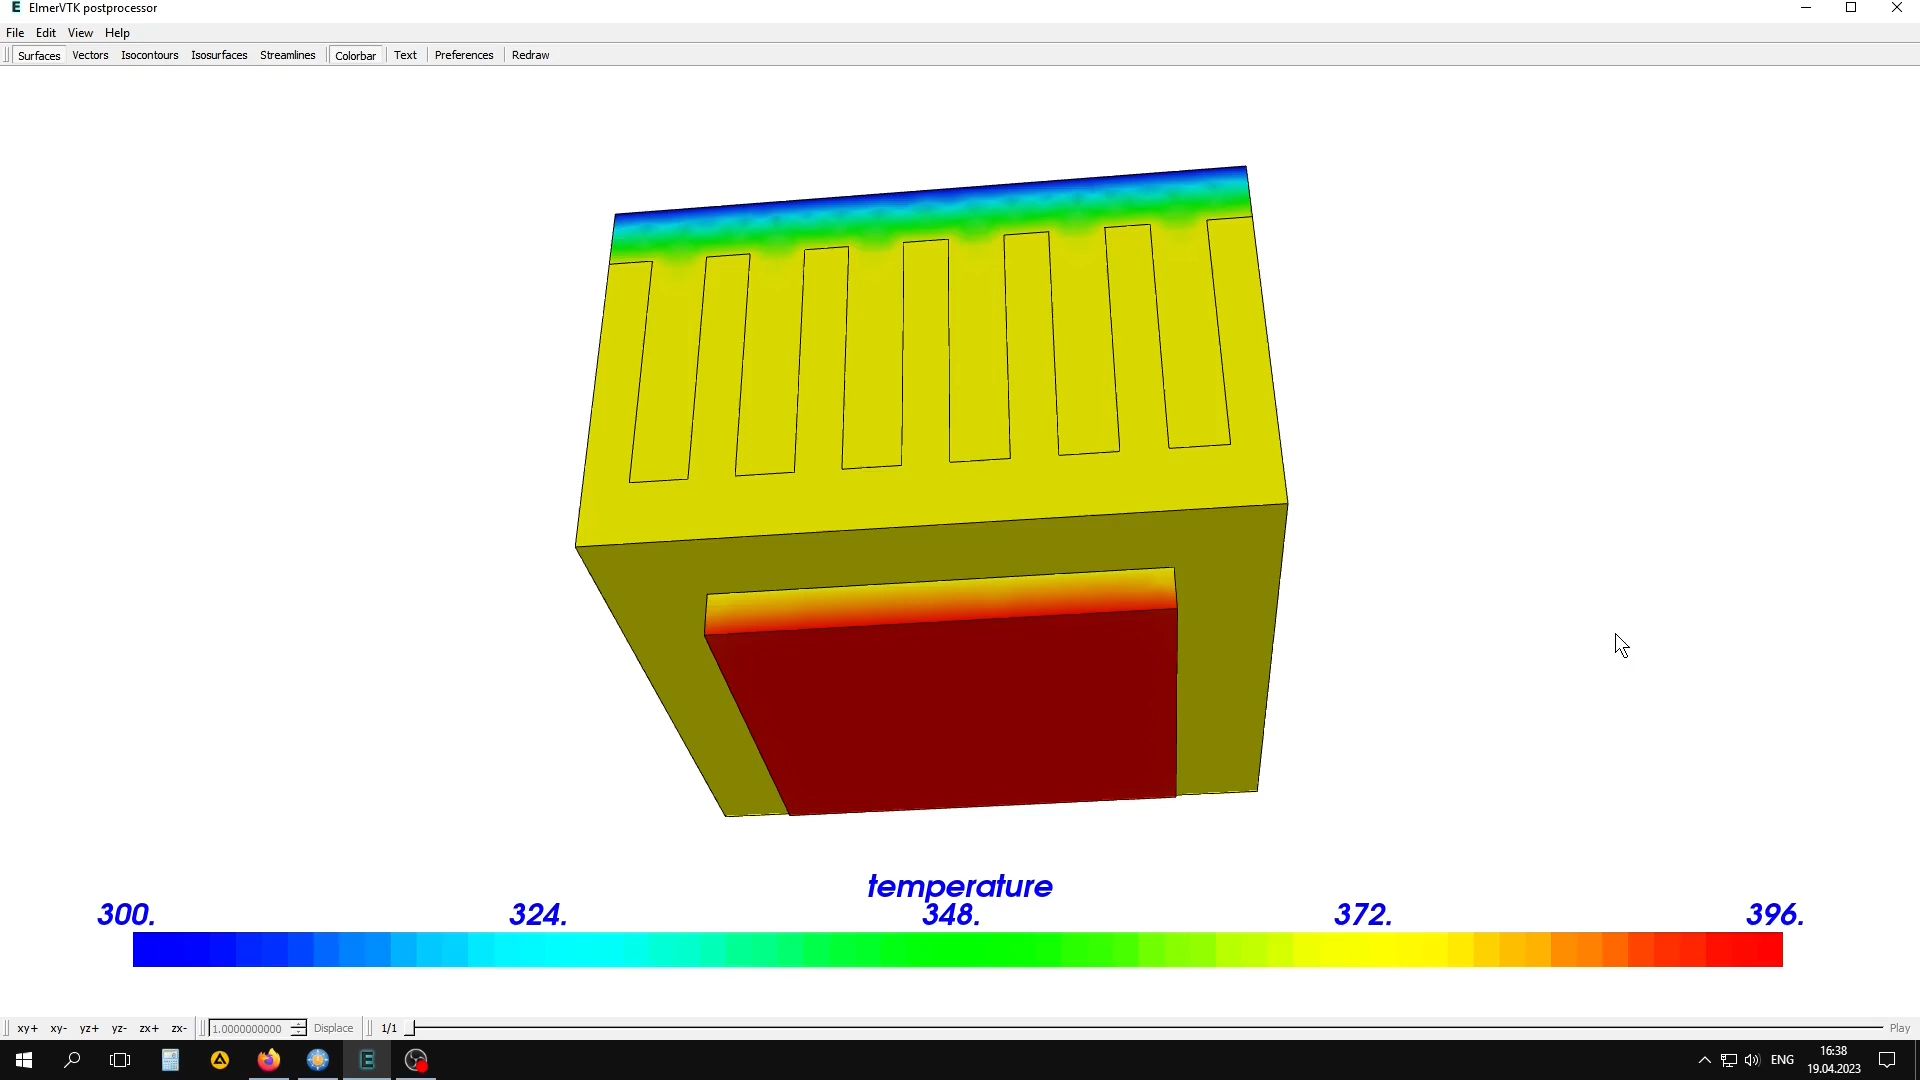 E ElmerVTK postprocessor
File Edit View Help
Surfaces Vectors Isocontours Isosurfaces Streamlines Colorbar Text Preferences Redraw
temperature
300. 324. 348. 372. 396.
xy+ xy- yz+ yz- zx+ zx- 1.0000000000 Displace 1/1 Play
E ENG 16:38
19.04.2023